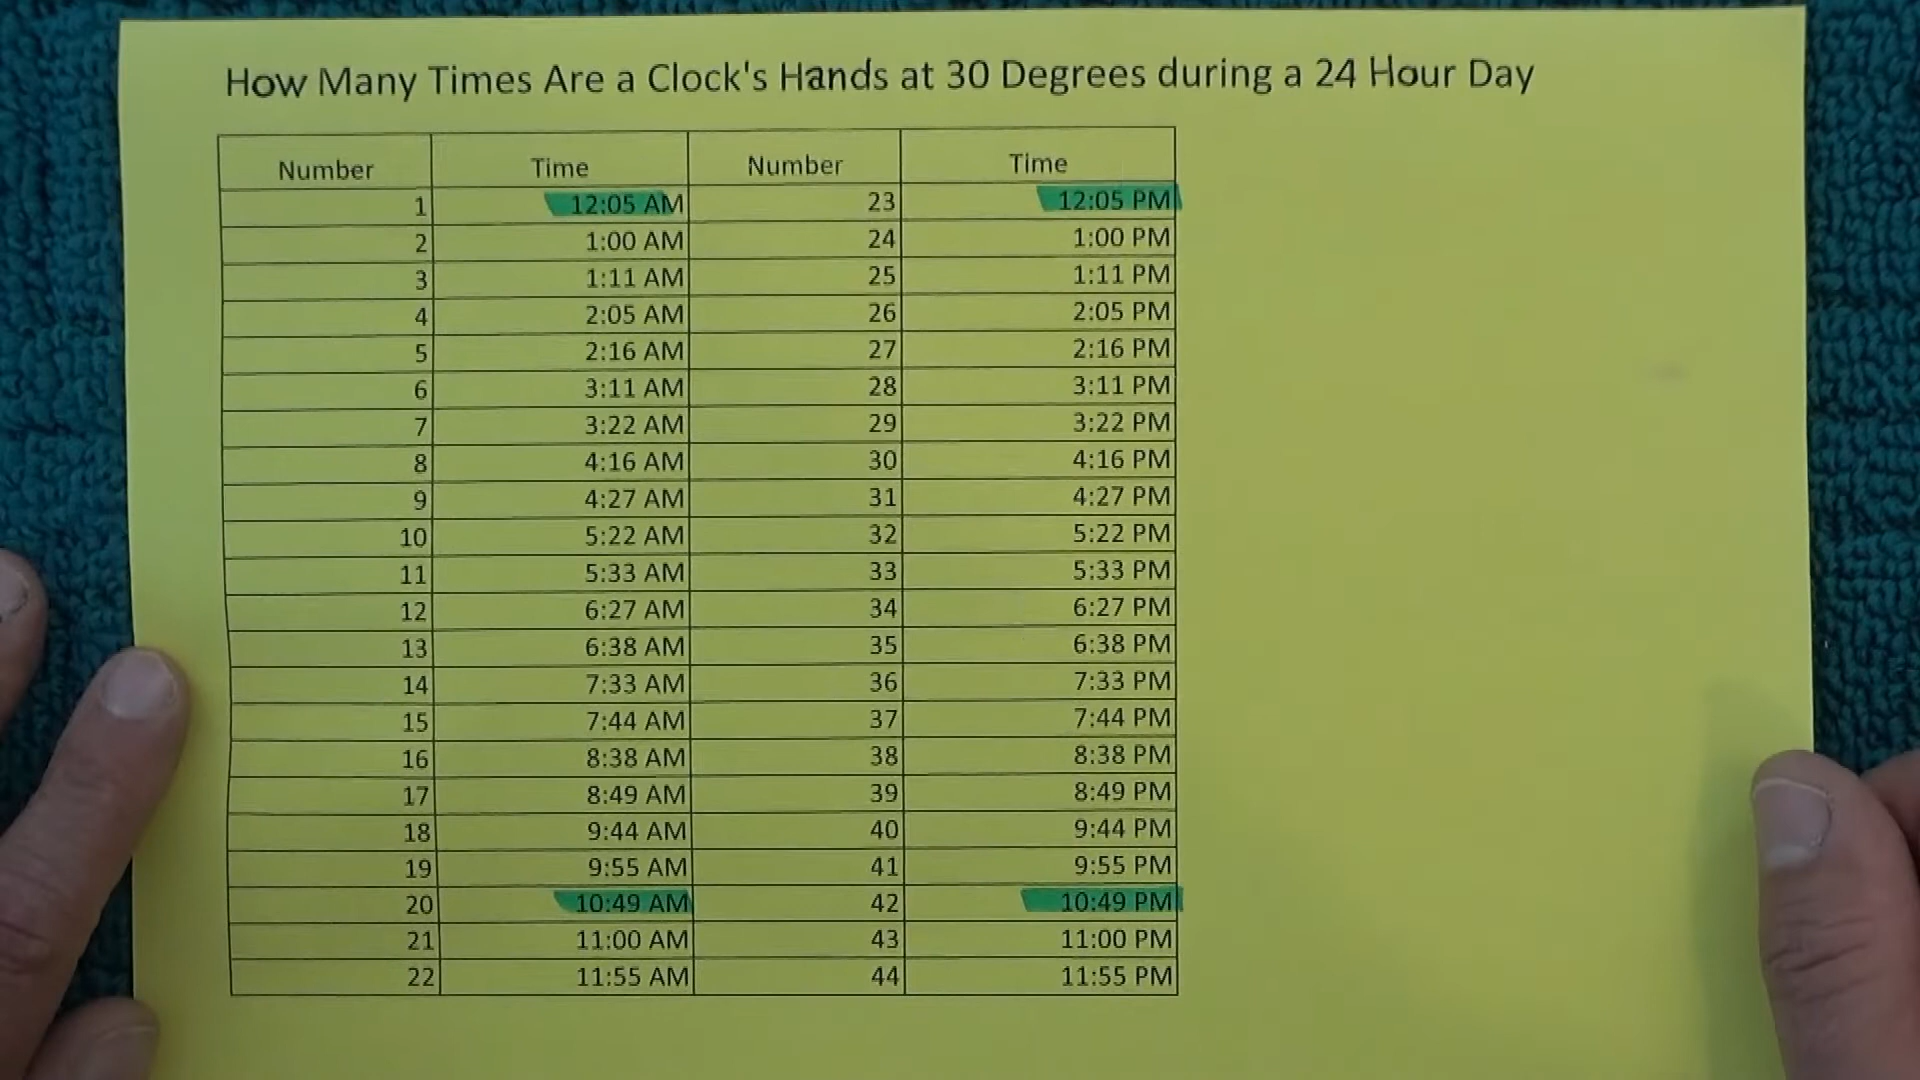 How Many Times Are a Clock's Hands at 30 Degrees during a 24 Hour Day
Number Time Number Time
1 12:05 AM 23 12:05 PM
2 1:00 AM 24 1:00 PM
3 1:11 AM 25 1:11 PM
4 2:05 AM 26 2:05 PM
5 2:16 AM 27 2:16 PM
6 3:11 AM 28 3:11 PM
7 3:22 AM 29 3:22 PM
8 4:16 AM 30 4:16 PM
9 4:27 AM 31 4:27 PM
10 5:22 AM 32 5:22 PM
11 5:33 AM 33 5:33 PM
12 6:27 AM 34 6:27 PM
13 6:38 AM 35 6:38 PM
14 7:33 AM 36 7:33 PM
15 7:44 AM 37 7:44 PM
16 8:38 AM 38 8:38 PM
17 8:49 AM 39 8:49 PM
18 9:44 AM 40 9:44 PM
19 9:55 AM 41 9:55 PM
20 10:49 AM 42 10:49 PM
21 11:00 AM 43 11:00 PM
22 11:55 AM 44 11:55 PM